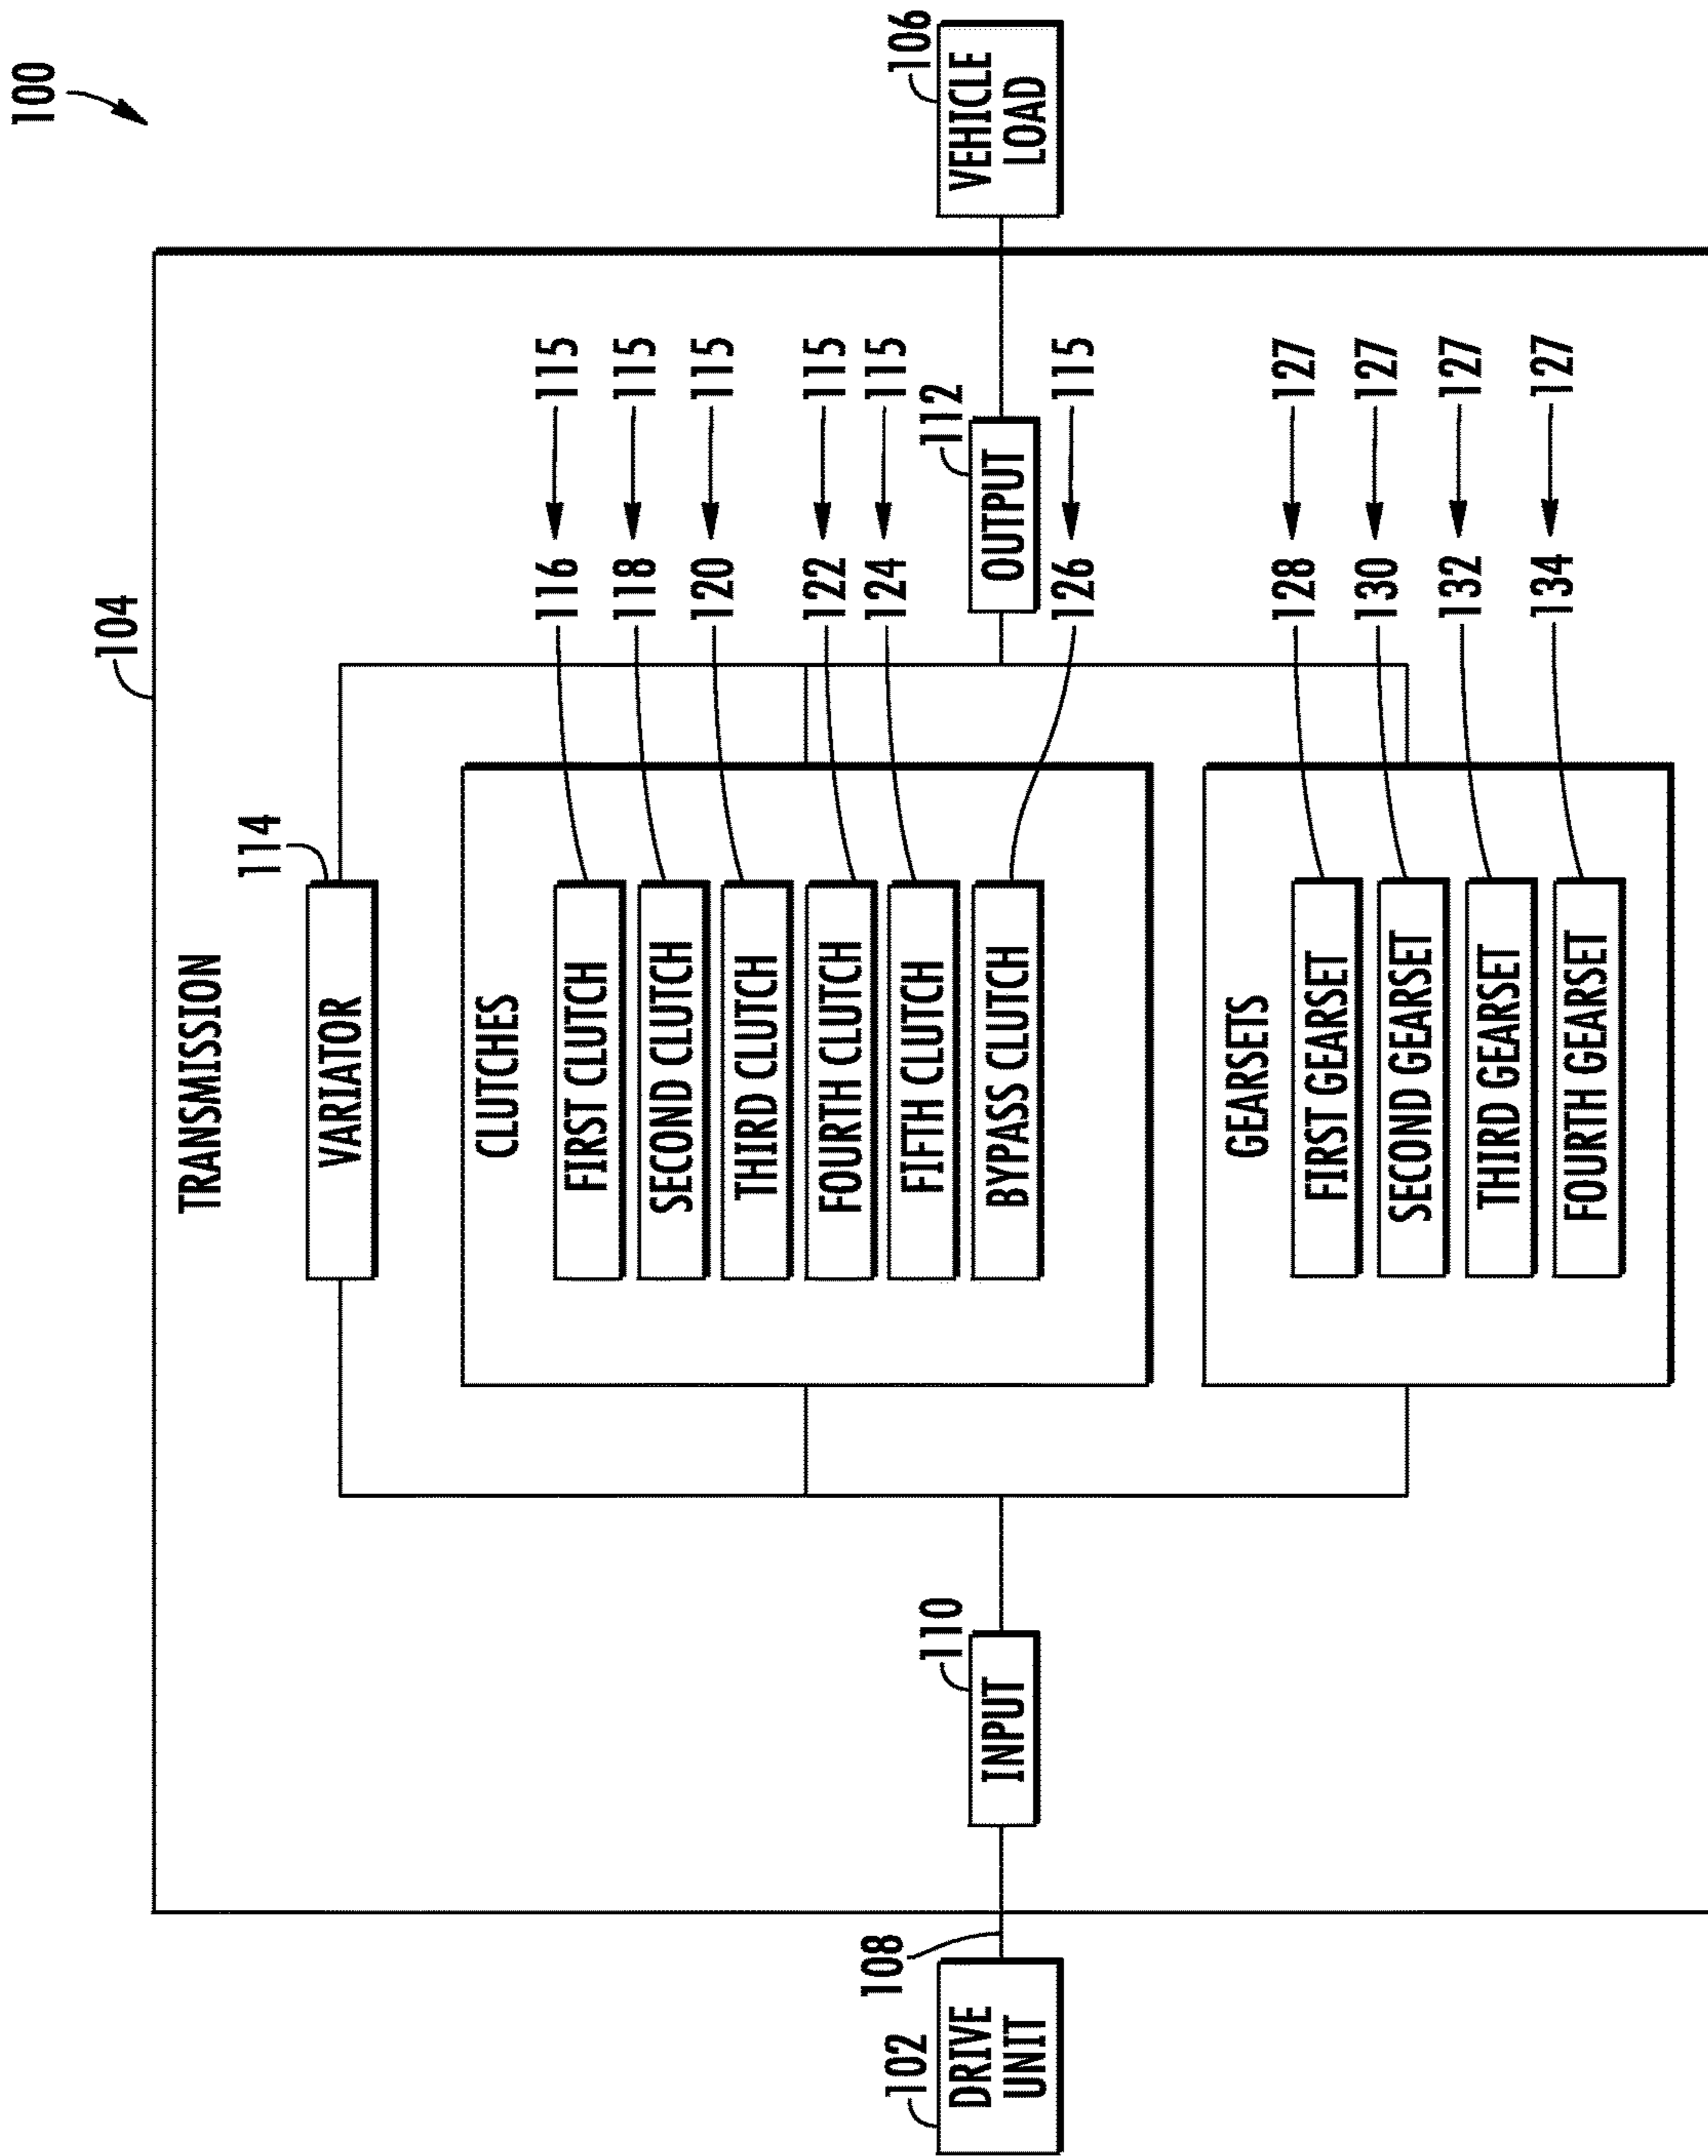 100
104
TRANSMISSION
114
VARIATOR
CLUTCHES
FIRST CLUTCH
116
115
SECOND CLUTCH
118
115
THIRD CLUTCH
120
115
FOURTH CLUTCH
122
115
FIFTH CLUTCH
124
115
BYPASS CLUTCH
126
115
102
DRIVE
UNIT
108
110
INPUT
112
OUTPUT
106
VEHICLE
LOAD
GEARSETS
FIRST GEARSET
128
127
SECOND GEARSET
130
127
THIRD GEARSET
132
127
FOURTH GEARSET
134
127